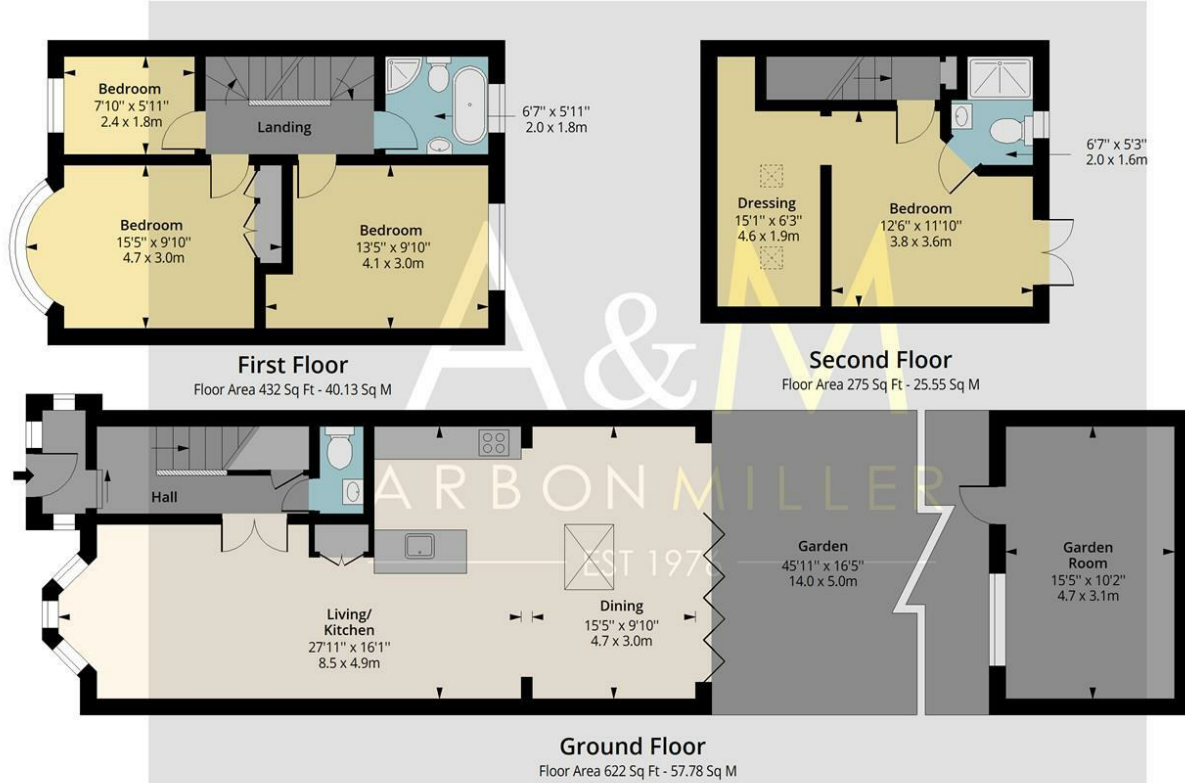 Bedroom
7'10" x 5'11"
2.4 x 1.8m
Landing
6'7" x 5'11"
2.0 x 1.8m
Bedroom
15'5" x 9'10"
4.7 x 3.0m
Bedroom
13'5" x 9'10"
4.1 x 3.0m
First Floor
Floor Area 432 Sq Ft - 40.13 Sq M
Dressing
15'1" x 6'3"
4.6 x 1.9m
Bedroom
12'6" x 11'10"
3.8 x 3.6m
6'7" x 5'3"
2.0 x 1.6m
Second Floor
Floor Area 275 Sq Ft - 25.55 Sq M
A&M
ARBON MILLER
EST 1976
Hall
Living/
Kitchen
27'11" x 16'1"
8.5 x 4.9m
Dining
15'5" x 9'10"
4.7 x 3.0m
Garden
45'11" x 16'5"
14.0 x 5.0m
Garden
Room
15'5" x 10'2"
4.7 x 3.1m
Ground Floor
Floor Area 622 Sq Ft - 57.78 Sq M